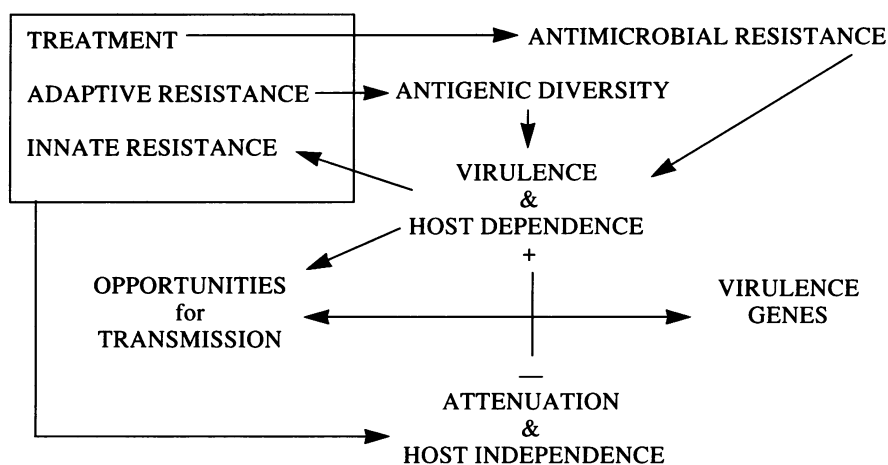 TREATMENT
ANTIMICROBIAL RESISTANCE
ADAPTIVE RESISTANCE
ANTIGENIC DIVERSITY
INNATE RESISTANCE
VIRULENCE
&
HOST DEPENDENCE
+
OPPORTUNITIES
for
TRANSMISSION
VIRULENCE
GENES
—
ATTENUATION
&
HOST INDEPENDENCE